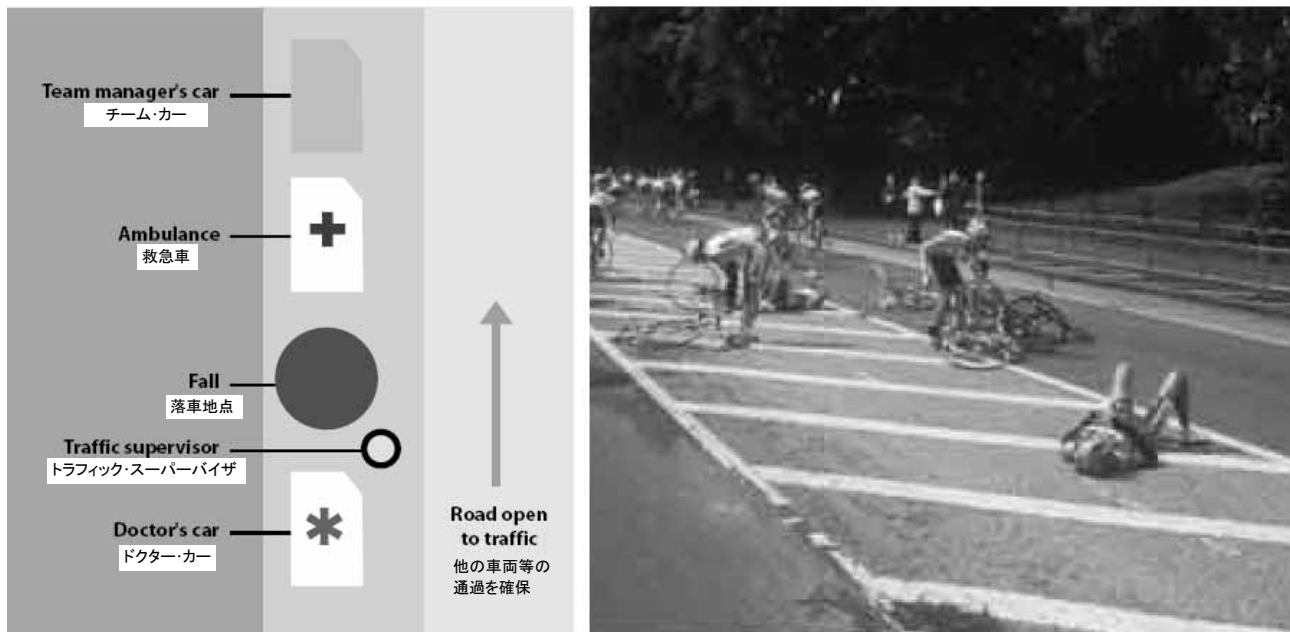 Team manager's car
チーム・カー
Ambulance
救急車
Fall
落車地点
Traffic supervisor
トラフィック・スーパーバイザ
Doctor's car
ドクター・カー
Road open
to traffic
他の車両等の
通過を確保